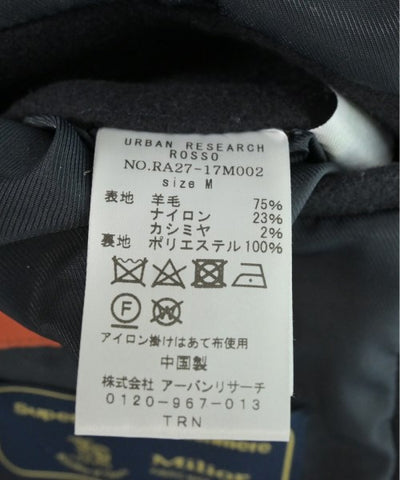 URBAN RESEARCH
ROSSO
NO.RA27-17M002
size M
表地 羊毛 75%
ナイロン 23%
カシミヤ 2%
裏地 ポリエステル100%
F W
アイロン掛けはあて布使用
中国製
株式会社 アーバンリサーチ
0120-967-013
TRN
Super
Milior